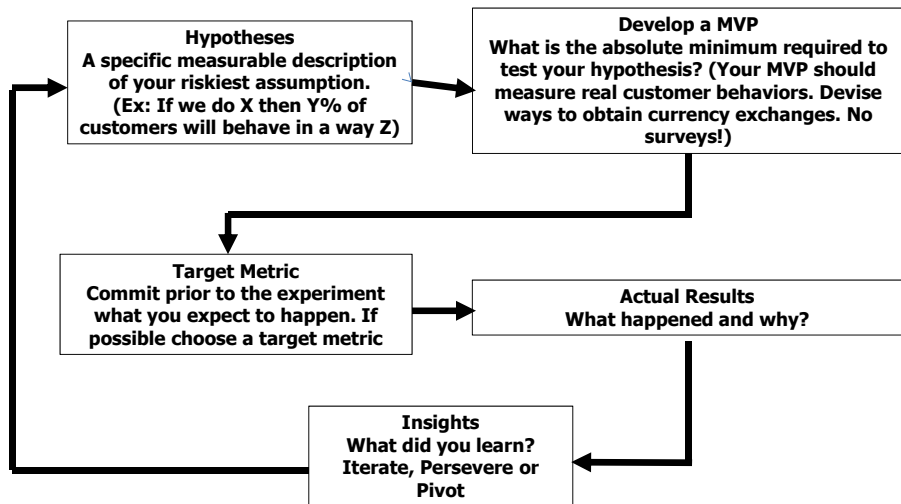 Hypotheses
A specific measurable description
of your riskiest assumption.
(Ex: If we do X then Y% of
customers will behave in a way Z)
Develop a MVP
What is the absolute minimum required to
test your hypothesis? (Your MVP should
measure real customer behaviors. Devise
ways to obtain currency exchanges. No
surveys!)
Target Metric
Commit prior to the experiment
what you expect to happen. If
possible choose a target metric
Actual Results
What happened and why?
Insights
What did you learn?
Iterate, Persevere or
Pivot